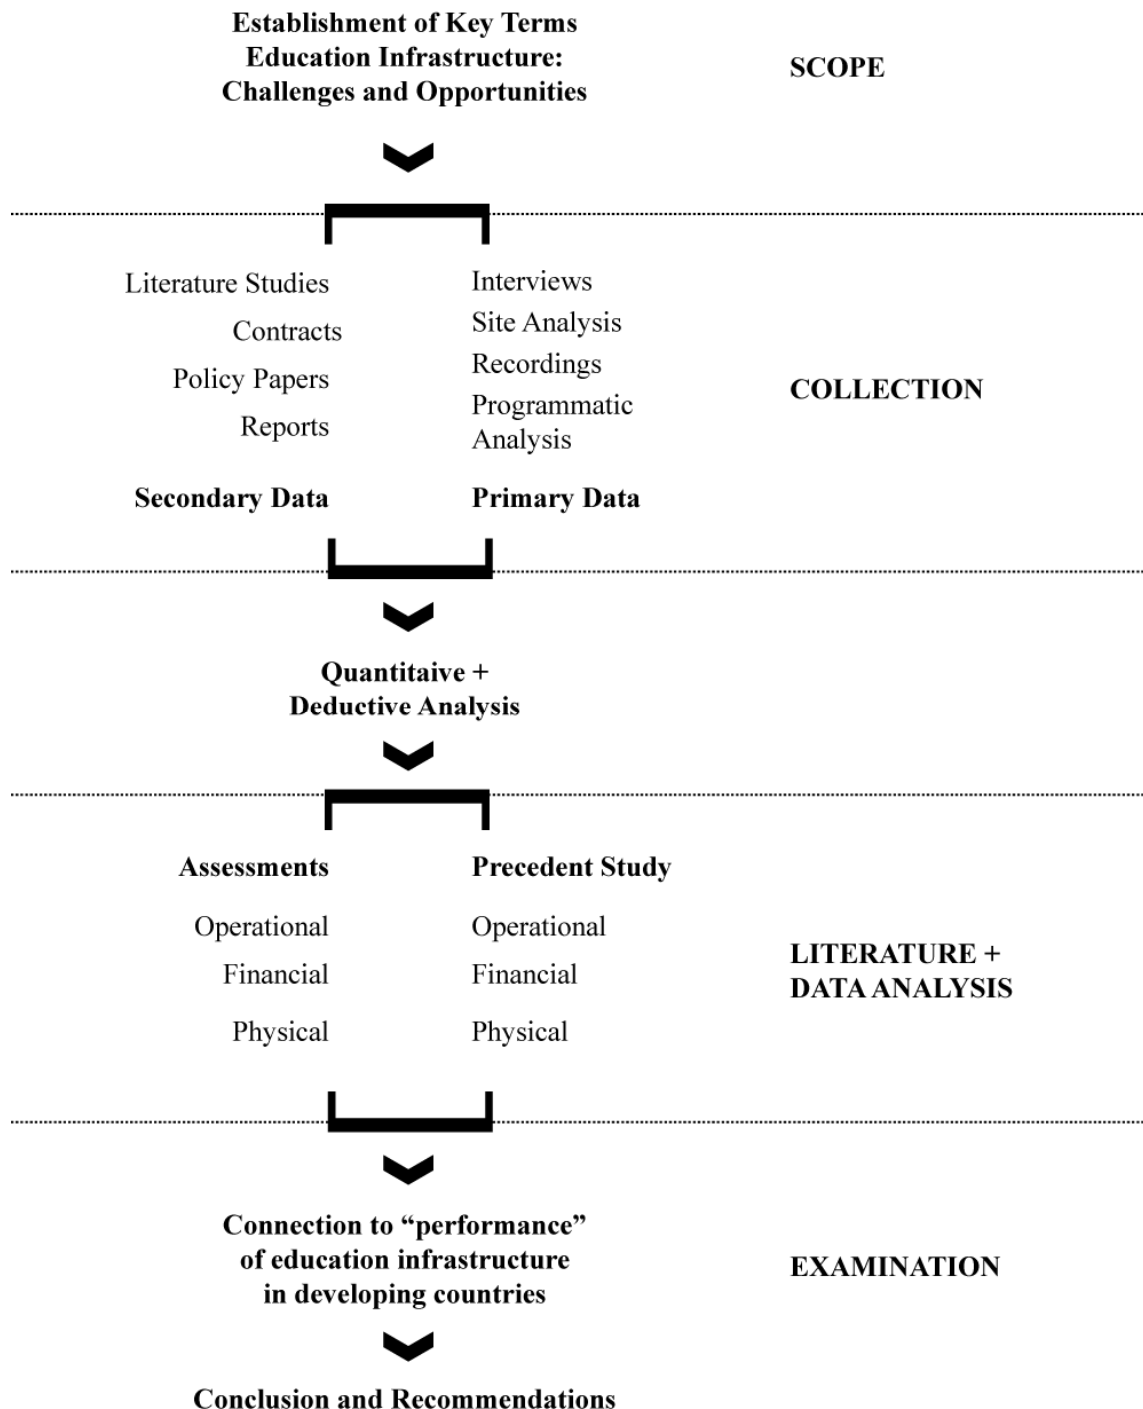 Establishment of Key Terms
Education Infrastructure:
Challenges and Opportunities
SCOPE
Literature Studies
Contracts
Policy Papers
Reports
Secondary Data
Interviews
Site Analysis
Recordings
Programmatic
Analysis
Primary Data
COLLECTION
Quantitaive +
Deductive Analysis
Assessments
Operational
Financial
Physical
Precedent Study
Operational
Financial
Physical
LITERATURE +
DATA ANALYSIS
Connection to “performance”
of education infrastructure
in developing countries
EXAMINATION
Conclusion and Recommendations